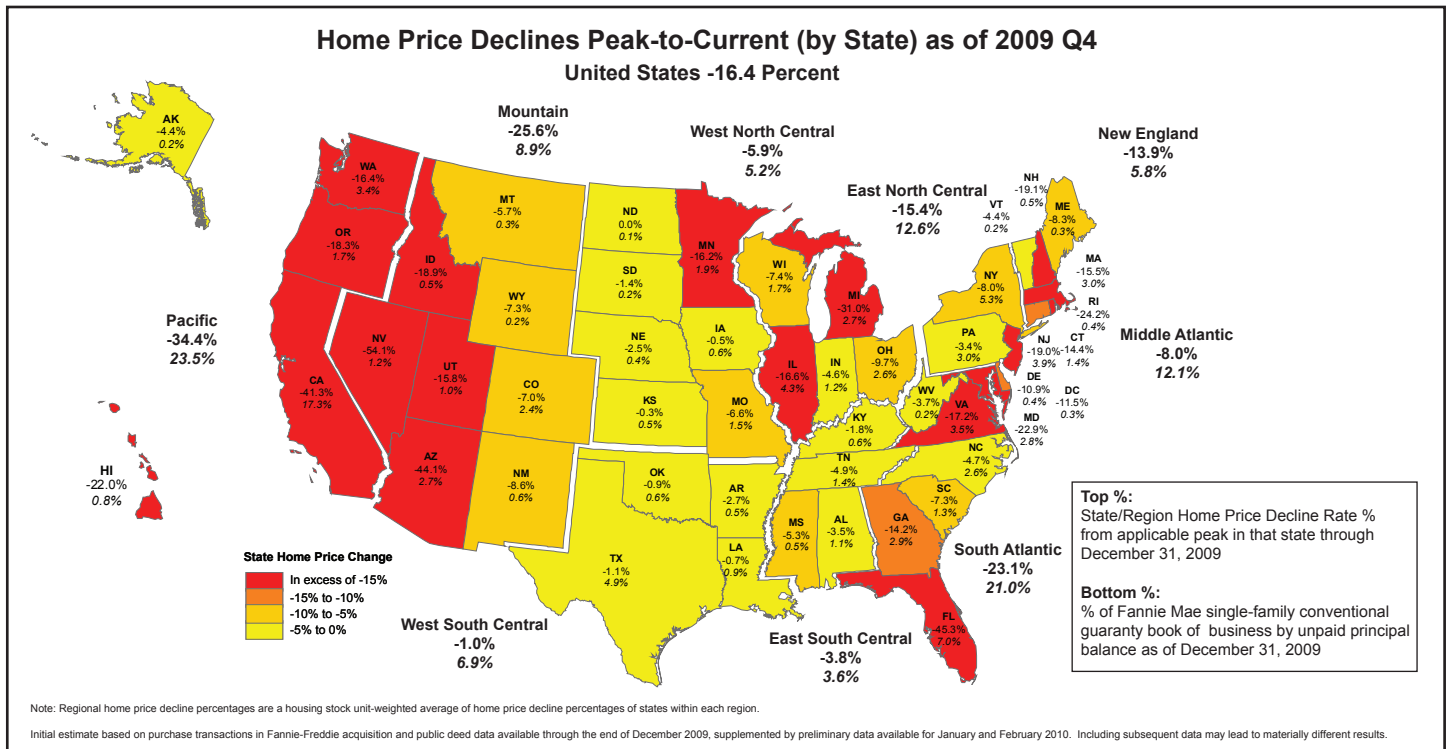 Home Price Declines Peak-to-Current (by State) as of 2009 Q4
United States -16.4 Percent
Mountain
-25.6%
8.9%
West North Central
-5.9%
5.2%
East North Central
-15.4%
12.6%
New England
-13.9%
5.8%
Pacific
-34.4%
23.5%
Middle Atlantic
-8.0%
12.1%
South Atlantic
-23.1%
21.0%
West South Central
-1.0%
6.9%
East South Central
-3.8%
3.6%
AK
-4.4%
0.2%
WA
-16.4%
3.4%
OR
-18.3%
1.7%
ID
-18.9%
0.5%
MT
-5.7%
0.3%
WY
-7.3%
0.2%
NV
-54.1%
1.2%
UT
-15.8%
1.0%
CO
-7.0%
2.4%
CA
-41.3%
17.3%
AZ
-44.1%
2.7%
NM
-8.6%
0.6%
HI
-22.0%
0.8%
ND
0.0%
0.1%
SD
-1.4%
0.2%
NE
-2.5%
0.4%
KS
-0.3%
0.5%
OK
-0.9%
0.6%
TX
-1.1%
4.9%
MN
-16.2%
1.9%
IA
-0.5%
0.6%
MO
-6.6%
1.5%
AR
-2.7%
0.5%
LA
-0.7%
0.9%
WI
-7.4%
1.7%
IL
-16.6%
4.3%
MI
-31.0%
2.7%
IN
-4.6%
1.2%
OH
-9.7%
2.6%
KY
-1.8%
0.6%
TN
-4.9%
1.4%
MS
-5.3%
0.5%
AL
-3.5%
1.1%
GA
-14.2%
2.9%
FL
-45.3%
7.0%
SC
-7.3%
1.3%
NC
-4.7%
2.6%
VA
-17.2%
3.5%
WV
-3.7%
0.2%
PA
-3.4%
3.0%
NY
-8.0%
5.3%
VT
-4.4%
0.2%
NH
-19.1%
0.5%
ME
-8.3%
0.3%
MA
-15.5%
3.0%
RI
-24.2%
0.4%
CT
-14.4%
1.4%
NJ
-19.0%
3.9%
DE
-10.9%
0.4%
DC
-11.5%
0.3%
MD
-22.9%
2.8%
State Home Price Change
In excess of -15%
-15% to -10%
-10% to -5%
-5% to 0%
Top %:
State/Region Home Price Decline Rate %
from applicable peak in that state through
December 31, 2009
Bottom %:
% of Fannie Mae single-family conventional
guaranty book of business by unpaid principal
balance as of December 31, 2009
Note: Regional home price decline percentages are a housing stock unit-weighted average of home price decline percentages of states within each region.
Initial estimate based on purchase transactions in Fannie-Freddie acquisition and public deed data available through the end of December 2009, supplemented by preliminary data available for January and February 2010. Including subsequent data may lead to materially different results.